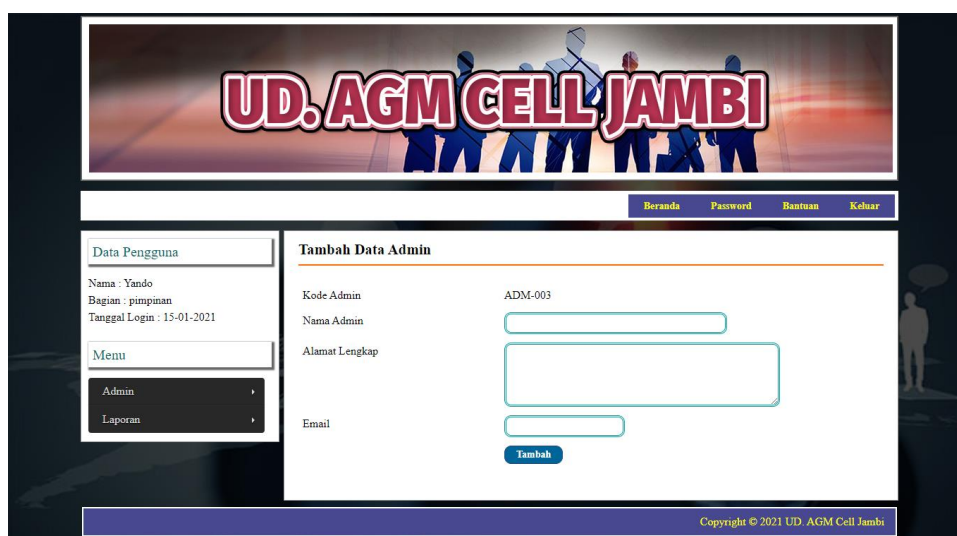 UD. AGM CELL JAMBI
Beranda Password Bantuan Keluar
Data Pengguna
Nama : Yando
Bagian : pimpinan
Tanggal Login : 15-01-2021
Menu
Admin
Laporan
Tambah Data Admin
Kode Admin ADM-003
Nama Admin
Alamat Lengkap
Email
Tambah
Copyright © 2021 UD. AGM Cell Jambi